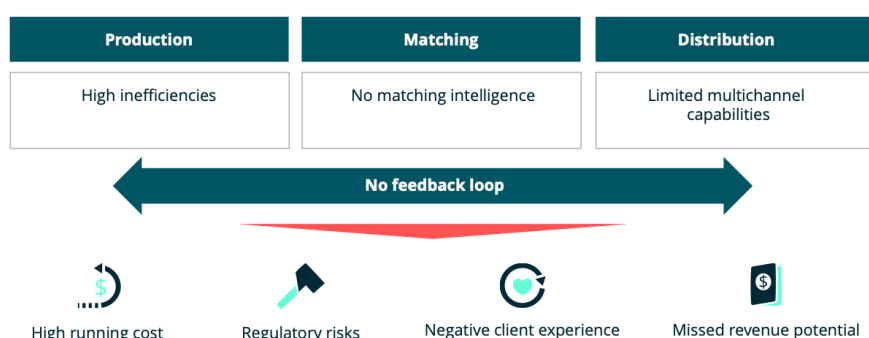 Production
Matching
Distribution
High inefficiencies
No matching intelligence
Limited multichannel
capabilities
No feedback loop
$
$
High running cost
Regulatory risks
Negative client experience
Missed revenue potential